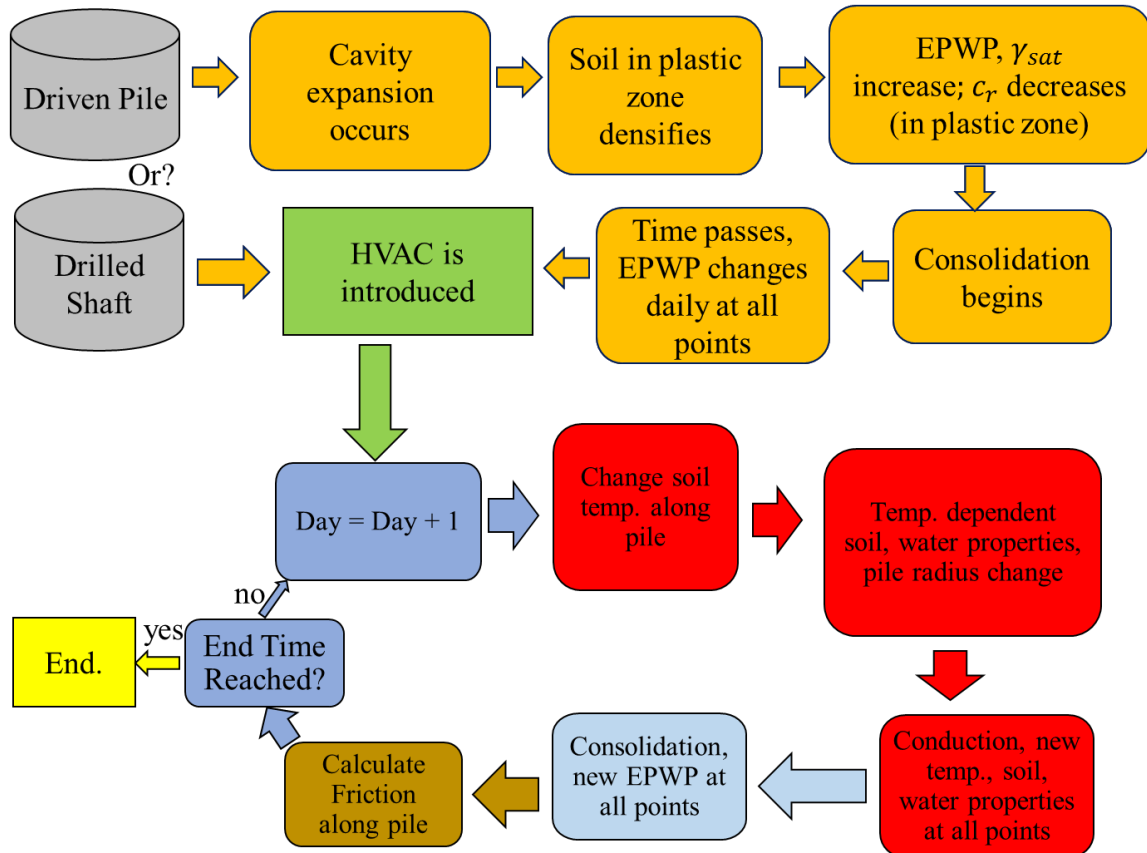 Driven Pile
Cavity
expansion
occurs
Soil in plastic
zone
densifies
EPWP, γ_sat
increase; c_r decreases
(in plastic zone)
Or?
Drilled
Shaft
HVAC is
introduced
Time passes,
EPWP changes
daily at all
points
Consolidation
begins
Day = Day + 1
Change soil
temp. along
pile
Temp. dependent
soil, water properties,
pile radius change
no
yes
End.
End Time
Reached?
Calculate
Friction
along pile
Consolidation,
new EPWP at
all points
Conduction, new
temp., soil,
water properties
at all points